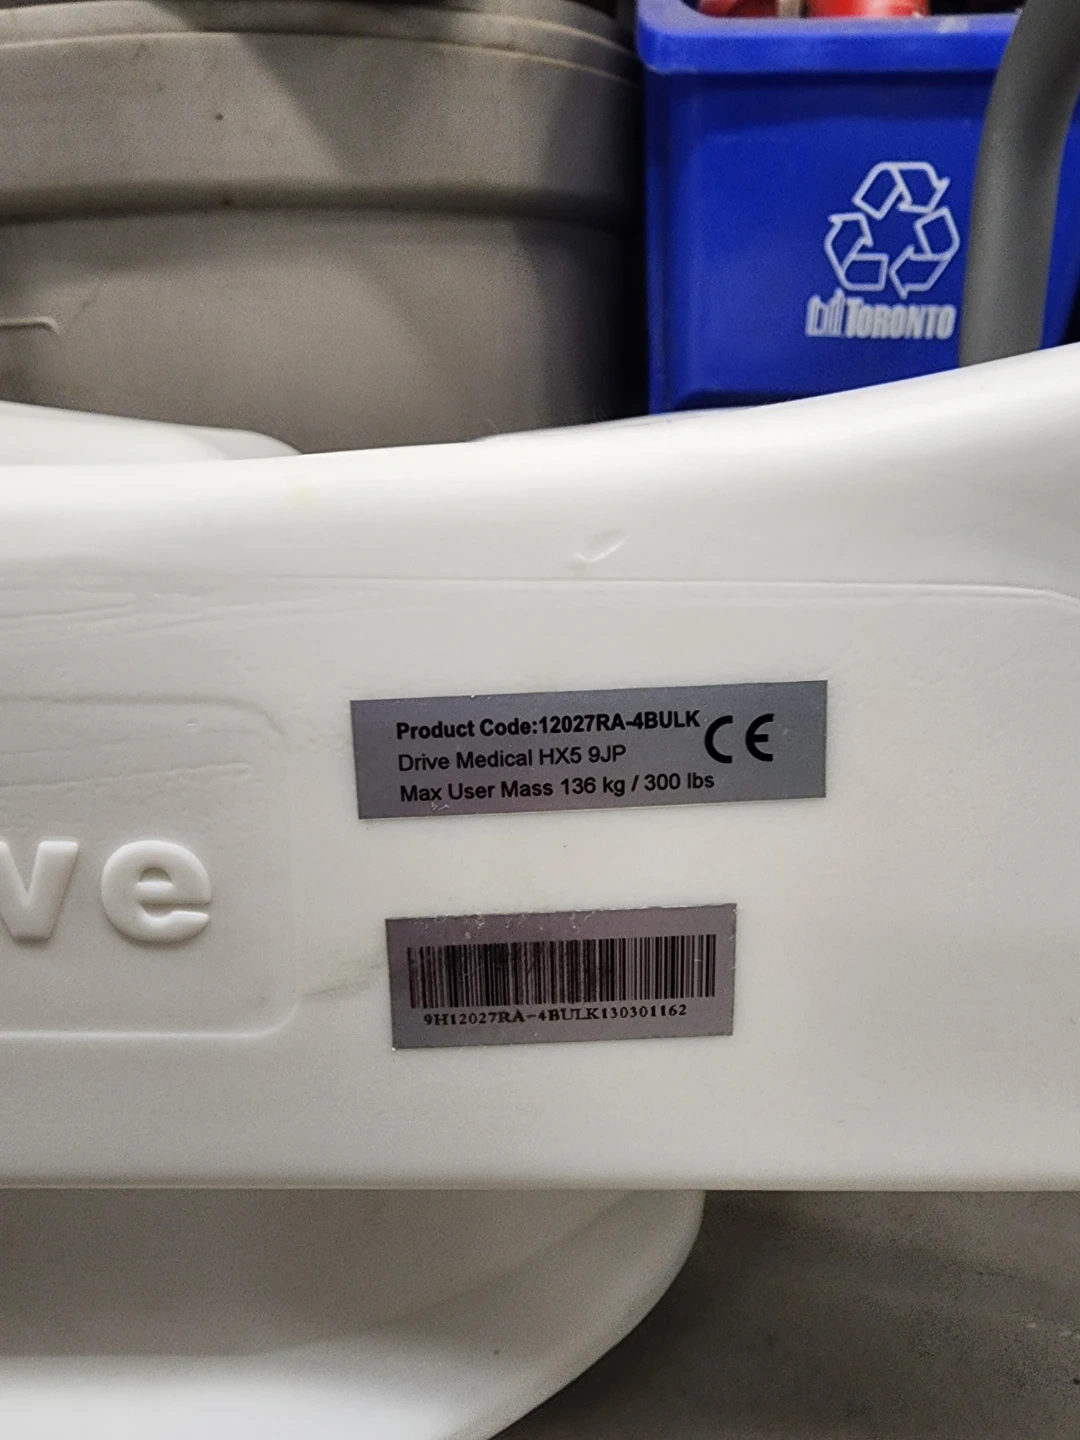 TORONTO
Product Code:12027RA-4BULK CE
Drive Medical HX5 9JP
Max User Mass 136 kg / 300 lbs
ve
9H12027RA-4BULK130301162